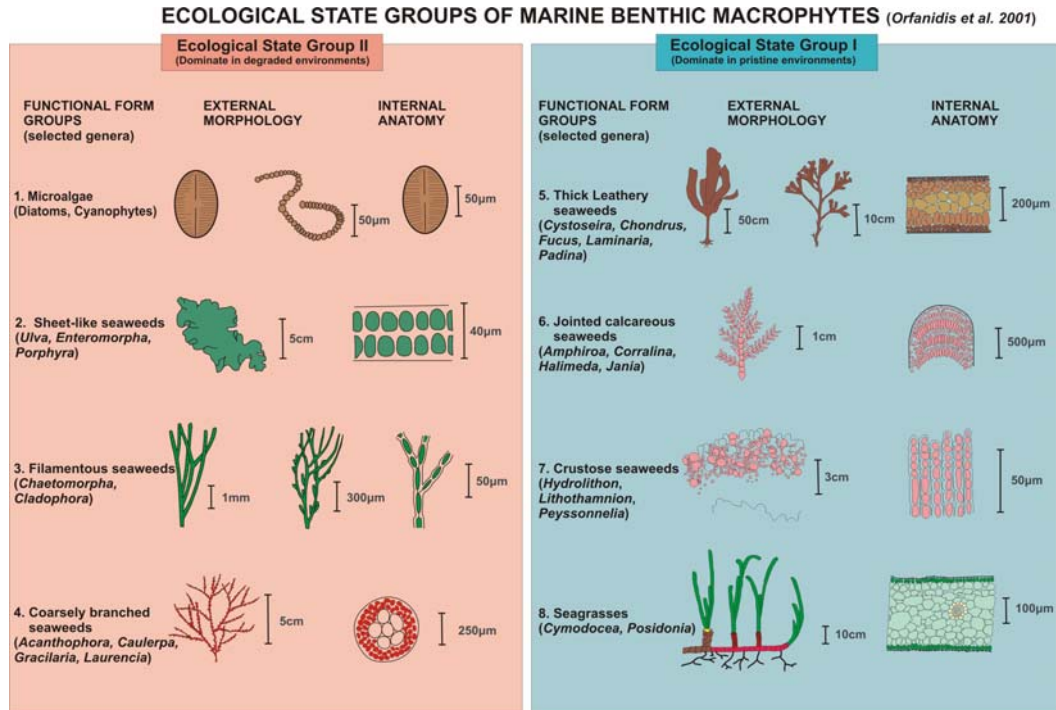 ECOLOGICAL STATE GROUPS OF MARINE BENTHIC MACROPHYTES (Orfanidis et al. 2001)
Ecological State Group II
(Dominate in degraded environments)
FUNCTIONAL FORM
GROUPS
(selected genera)
EXTERNAL
MORPHOLOGY
INTERNAL
ANATOMY
1. Microalgae
(Diatoms, Cyanophytes)
50µm
50µm
2. Sheet-like seaweeds
(Ulva, Enteromorpha,
Porphyra)
5cm
40µm
3. Filamentous seaweeds
(Chaetomorpha,
Cladophora)
1mm
300µm
50µm
4. Coarsely branched
seaweeds
(Acanthophora, Caulerpa,
Gracilaria, Laurencia)
5cm
250µm
Ecological State Group I
(Dominate in pristine environments)
FUNCTIONAL FORM
GROUPS
(selected genera)
EXTERNAL
MORPHOLOGY
INTERNAL
ANATOMY
5. Thick Leathery
seaweeds
(Cystoseira, Chondrus,
Fucus, Laminaria,
Padina)
50cm
10cm
200µm
6. Jointed calcareous
seaweeds
(Amphiroa, Corralina,
Halimeda, Jania)
1cm
500µm
7. Crustose seaweeds
(Hydrolithon,
Lithothamnion,
Peyssonnelia)
3cm
50µm
8. Seagrasses
(Cymodocea, Posidonia)
10cm
100µm